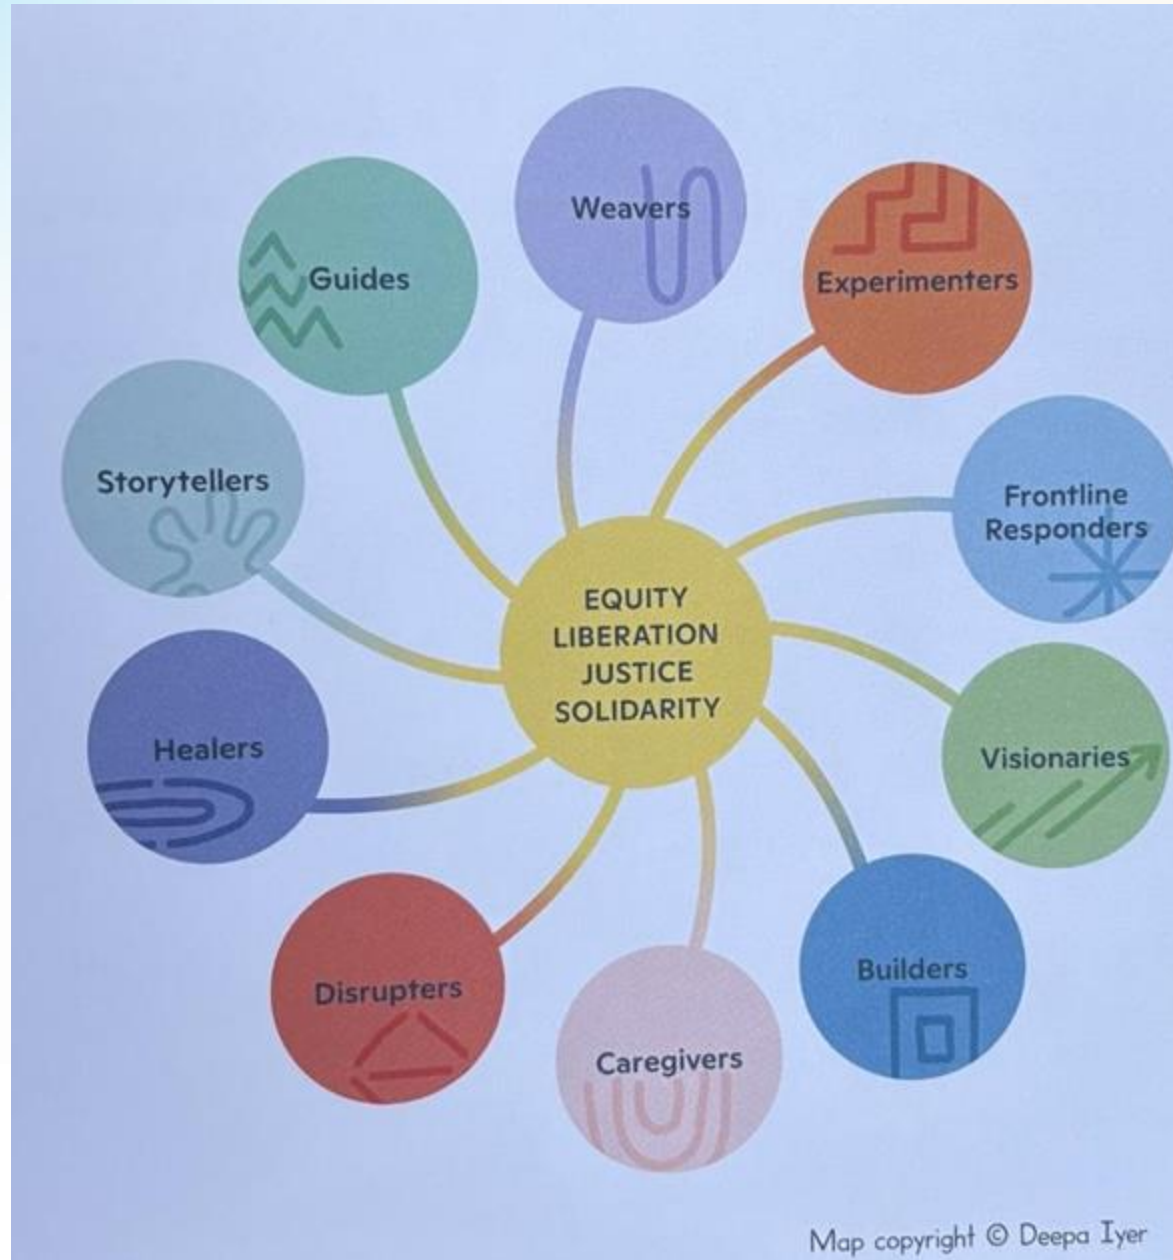 Weavers
Experimenters
Guides
Frontline
Responders
Storytellers
EQUITY
LIBERATION
JUSTICE
SOLIDARITY
Visionaries
Healers
Builders
Disrupters
Caregivers
Map copyright © Deepa Iyer